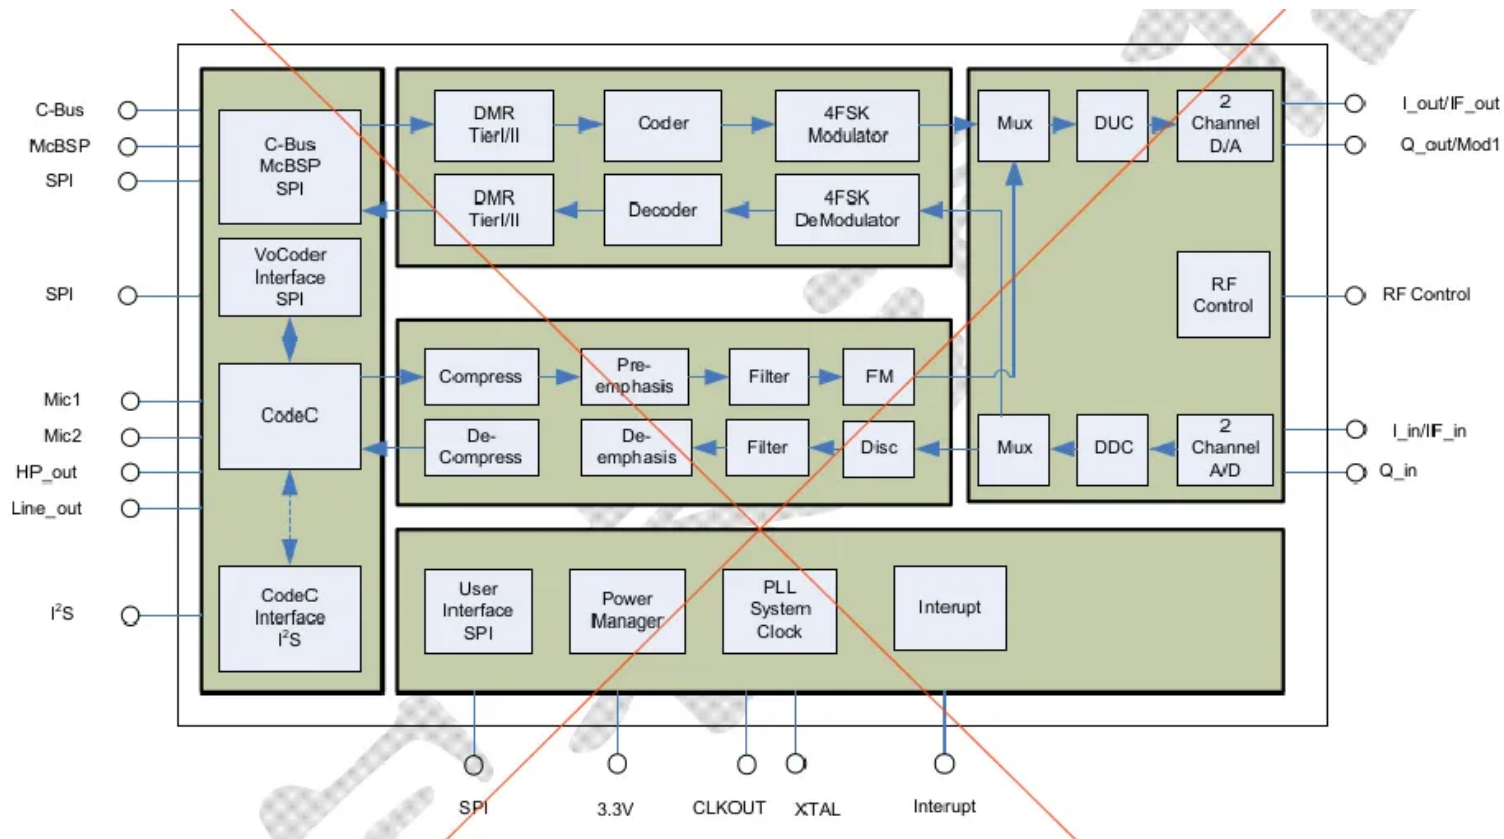 C-Bus
McBSP
SPI
SPI
Mic1
Mic2
HP_out
Line_out
I²S
C-Bus
McBSP
SPI
VoCoder
Interface
SPI
CodeC
CodeC
Interface
I²S
DMR
TierI/II
Coder
4FSK
Modulator
DMR
TierI/II
Decoder
4FSK
DeModulator
Compress
Pre-
emphasis
Filter
FM
De-
Compress
De-
emphasis
Filter
Disc
Mux
DUC
2
Channel
D/A
RF
Control
Mux
DDC
2
Channel
A/D
I_out/IF_out
Q_out/Mod1
RF Control
I_in/IF_in
Q_in
User
Interface
SPI
Power
Manager
PLL
System
Clock
Interupt
SPI
3.3V
CLKOUT
XTAL
Interupt